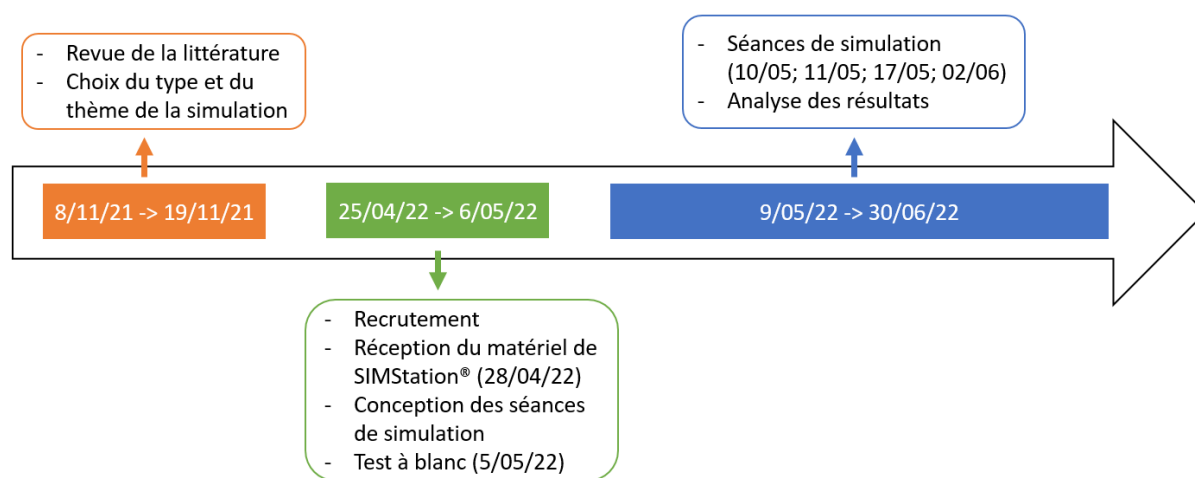 - Revue de la littérature
- Choix du type et du
thème de la simulation
- Séances de simulation
(10/05; 11/05; 17/05; 02/06)
- Analyse des résultats
8/11/21 -> 19/11/21
25/04/22 -> 6/05/22
9/05/22 -> 30/06/22
- Recrutement
- Réception du matériel de
SIMStation® (28/04/22)
- Conception des séances
de simulation
- Test à blanc (5/05/22)